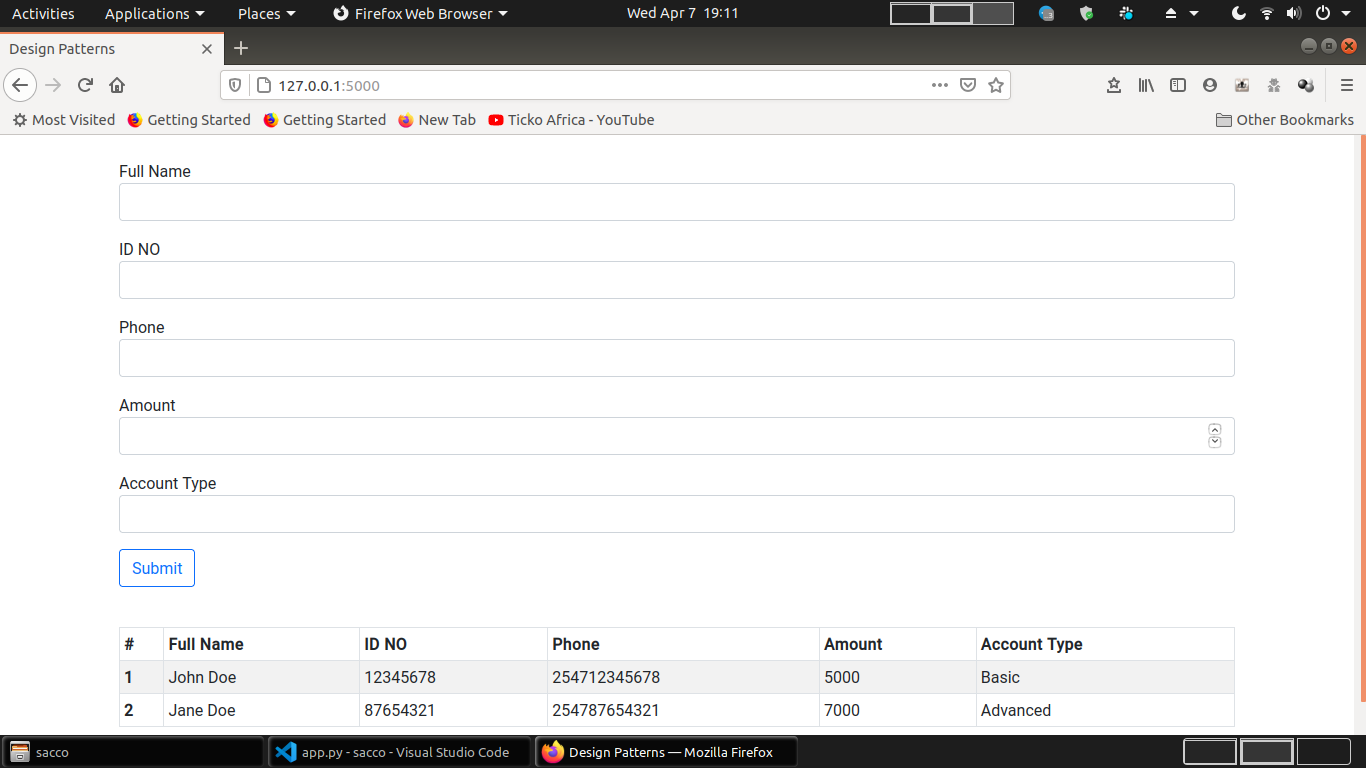 Activities Applications Places Firefox Web Browser Wed Apr 7 19:11
Design Patterns
127.0.0.1:5000
Most Visited Getting Started Getting Started New Tab Ticko Africa - YouTube Other Bookmarks
Full Name
ID NO
Phone
Amount
Account Type
Submit
# Full Name ID NO Phone Amount Account Type
1 John Doe 12345678 254712345678 5000 Basic
2 Jane Doe 87654321 254787654321 7000 Advanced
sacco app.py - sacco - Visual Studio Code Design Patterns — Mozilla Firefox